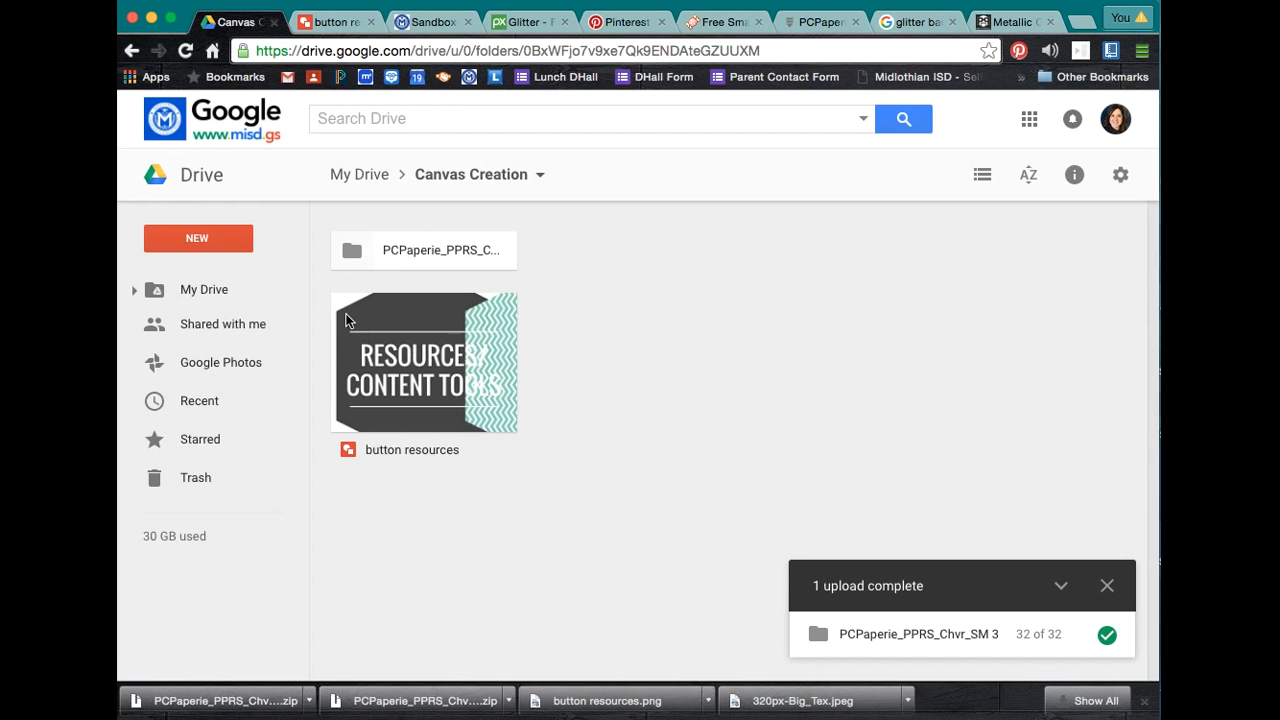 Canvas C
button re
Sandbox
Glitter - F
Pinterest
Free Sma
PCPaper
glitter ba
Metallic C
You
https://drive.google.com/drive/u/0/folders/0BxWFjo7v9xe7Qk9ENDAteGZUUXM
Apps
Bookmarks
19
Lunch DHall
DHall Form
Parent Contact Form
Midlothian ISD - Sel
»
Other Bookmarks
Google
www.misd.gs
Search Drive
Drive
My Drive > Canvas Creation
NEW
My Drive
Shared with me
Google Photos
Recent
Starred
Trash
30 GB used
PCPaperie_PPRS_C...
RESOURCES/
CONTENT TOOLS
button resources
1 upload complete
PCPaperie_PPRS_Chvr_SM 3 32 of 32
PCPaperie_PPRS_Chv....zip
PCPaperie_PPRS_Chv....zip
button resources.png
320px-Big_Tex.jpeg
Show All